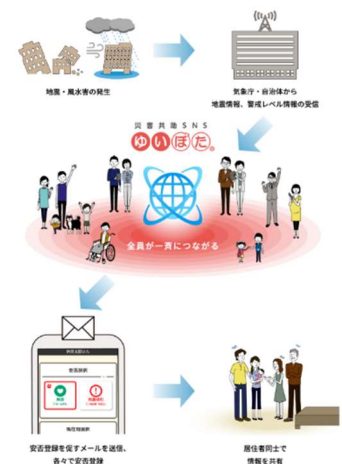 地震・風水害の発生
気象庁・自治体から
地震情報、警戒レベル情報の受信
災害共助SNS
ゆいぽた®
全員が一斉につながる
安否登録を促すメールを送信、
各々で安否登録
居住者同士で
情報を共有